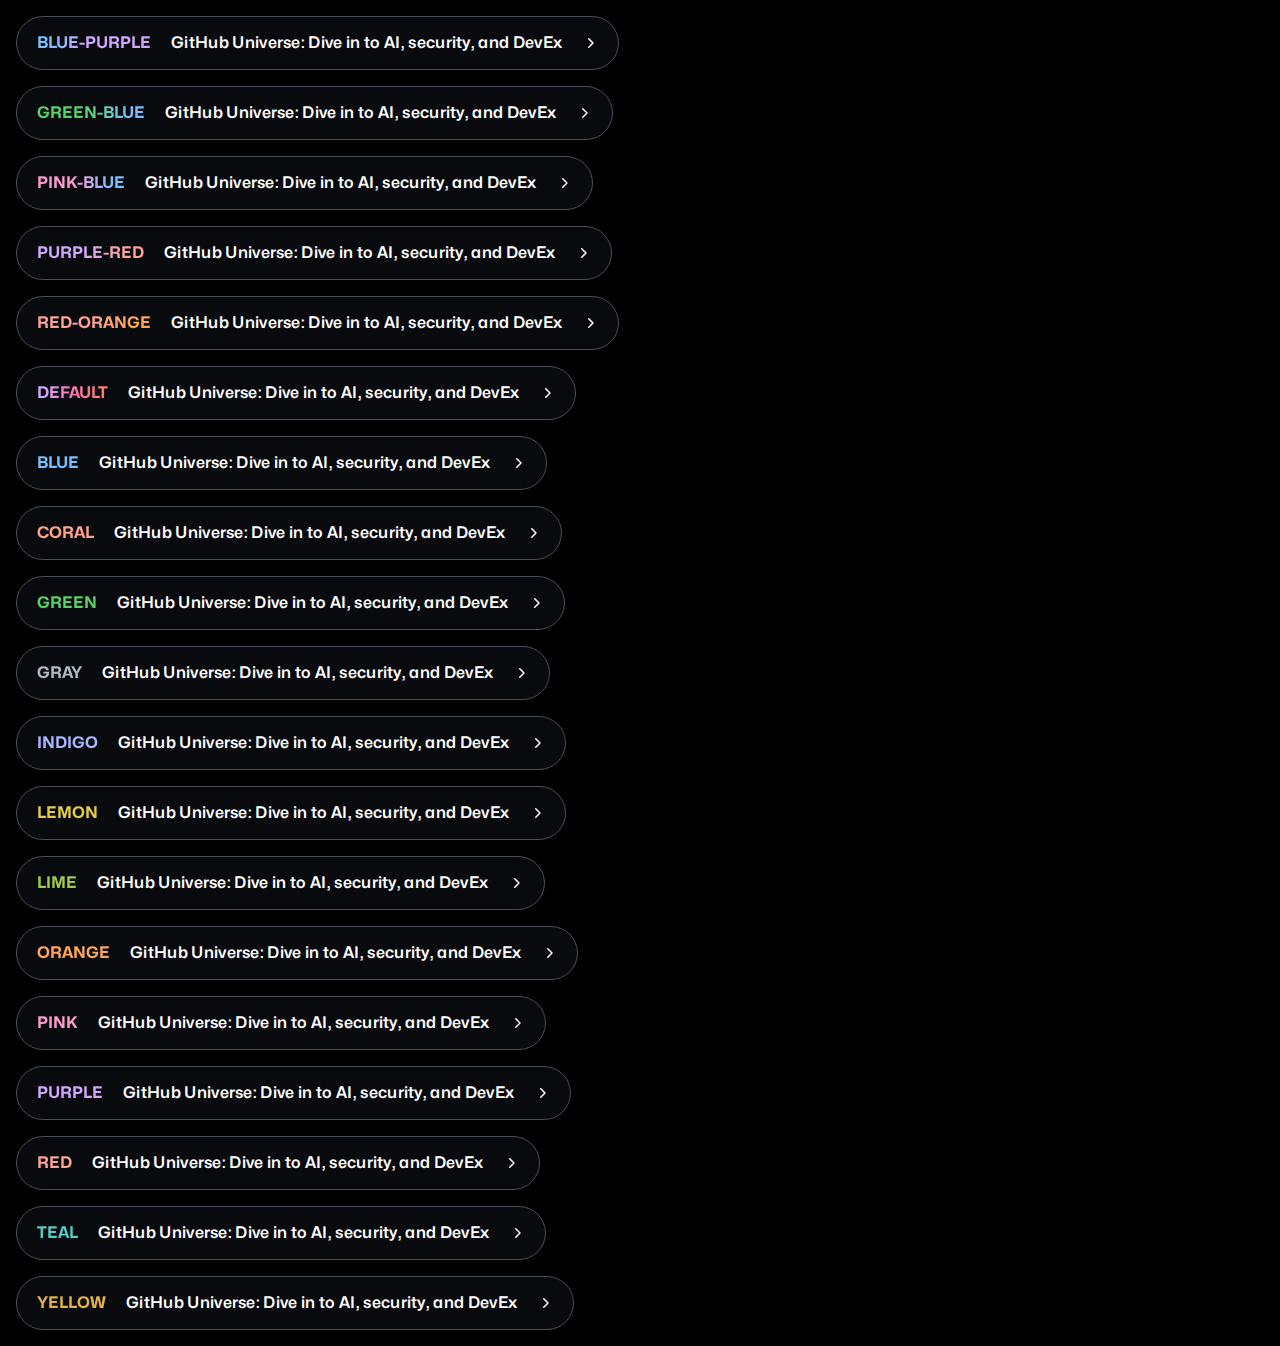 BLUE-PURPLE GitHub Universe: Dive in to AI, security, and DevEx
GREEN-BLUE GitHub Universe: Dive in to AI, security, and DevEx
PINK-BLUE GitHub Universe: Dive in to AI, security, and DevEx
PURPLE-RED GitHub Universe: Dive in to AI, security, and DevEx
RED-ORANGE GitHub Universe: Dive in to AI, security, and DevEx
DEFAULT GitHub Universe: Dive in to AI, security, and DevEx
BLUE GitHub Universe: Dive in to AI, security, and DevEx
CORAL GitHub Universe: Dive in to AI, security, and DevEx
GREEN GitHub Universe: Dive in to AI, security, and DevEx
GRAY GitHub Universe: Dive in to AI, security, and DevEx
INDIGO GitHub Universe: Dive in to AI, security, and DevEx
LEMON GitHub Universe: Dive in to AI, security, and DevEx
LIME GitHub Universe: Dive in to AI, security, and DevEx
ORANGE GitHub Universe: Dive in to AI, security, and DevEx
PINK GitHub Universe: Dive in to AI, security, and DevEx
PURPLE GitHub Universe: Dive in to AI, security, and DevEx
RED GitHub Universe: Dive in to AI, security, and DevEx
TEAL GitHub Universe: Dive in to AI, security, and DevEx
YELLOW GitHub Universe: Dive in to AI, security, and DevEx